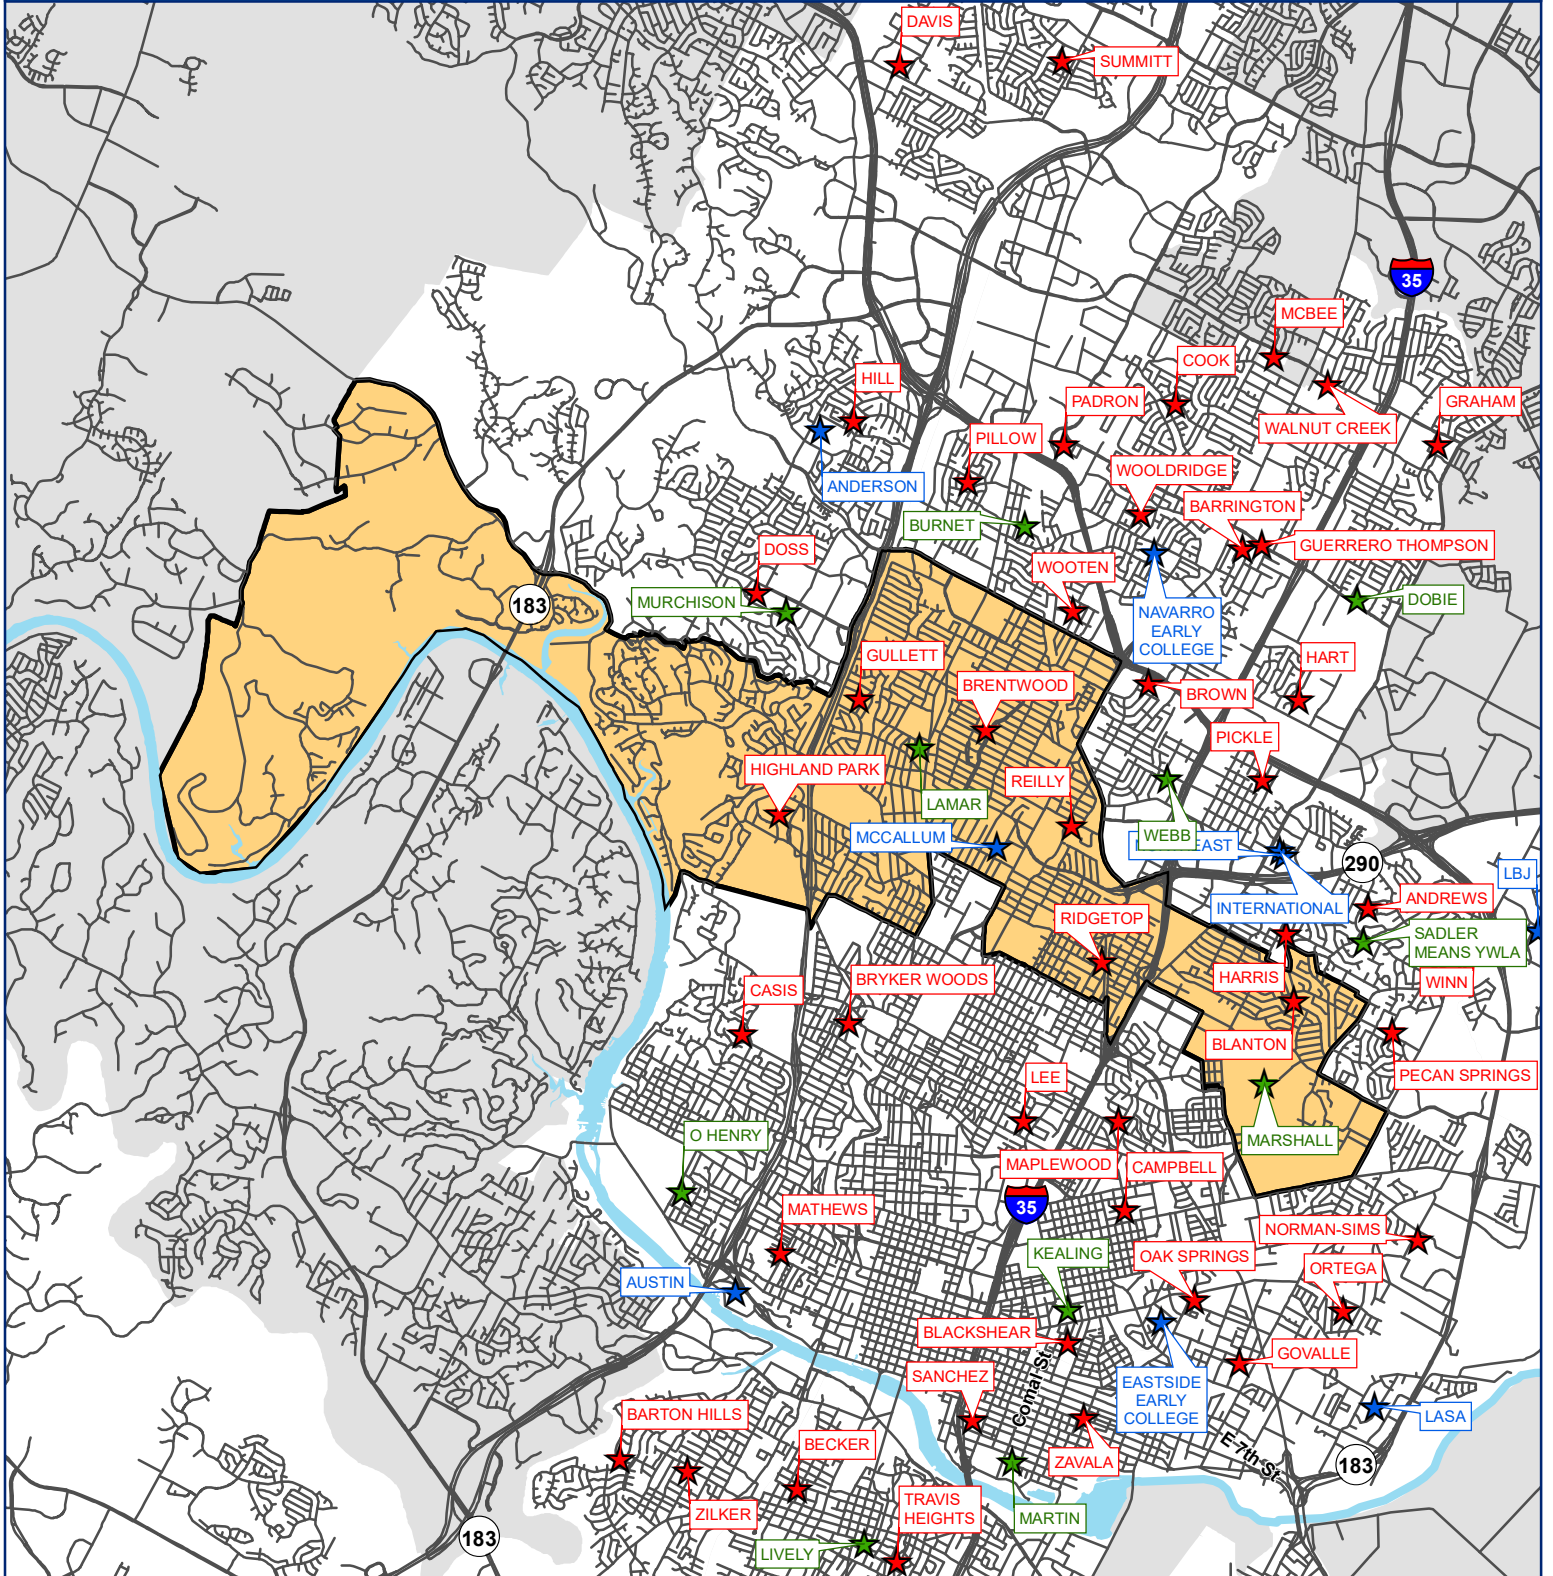 DAVIS
SUMMITT
35
MCBEE
COOK
HILL
PADRON
GRAHAM
WALNUT CREEK
PILLOW
WOOLDRIDGE
ANDERSON
BARRINGTON
BURNET
GUERRERO THOMPSON
DOSS
WOOTEN
183
MURCHISON
DOBIE
NAVARRO
EARLY
COLLEGE
GULLETT
HART
BRENTWOOD
BROWN
PICKLE
HIGHLAND PARK
REILLY
LAMAR
MCCALLUM
WEBB
290
LBJ
INTERNATIONAL
ANDREWS
RIDGETOP
SADLER
MEANS YWLA
HARRIS
WINN
BRYKER WOODS
CASIS
BLANTON
LEE
PECAN SPRINGS
O HENRY
MARSHALL
MAPLEWOOD
CAMPBELL
35
MATHEWS
NORMAN-SIMS
KEALING
OAK SPRINGS
ORTEGA
AUSTIN
BLACKSHEAR
GOVALLE
SANCHEZ
Comal St
EASTSIDE
EARLY
COLLEGE
BARTON HILLS
LASA
BECKER
E 7th St
ZAVALA
183
TRAVIS
HEIGHTS
ZILKER
MARTIN
183
LIVELY